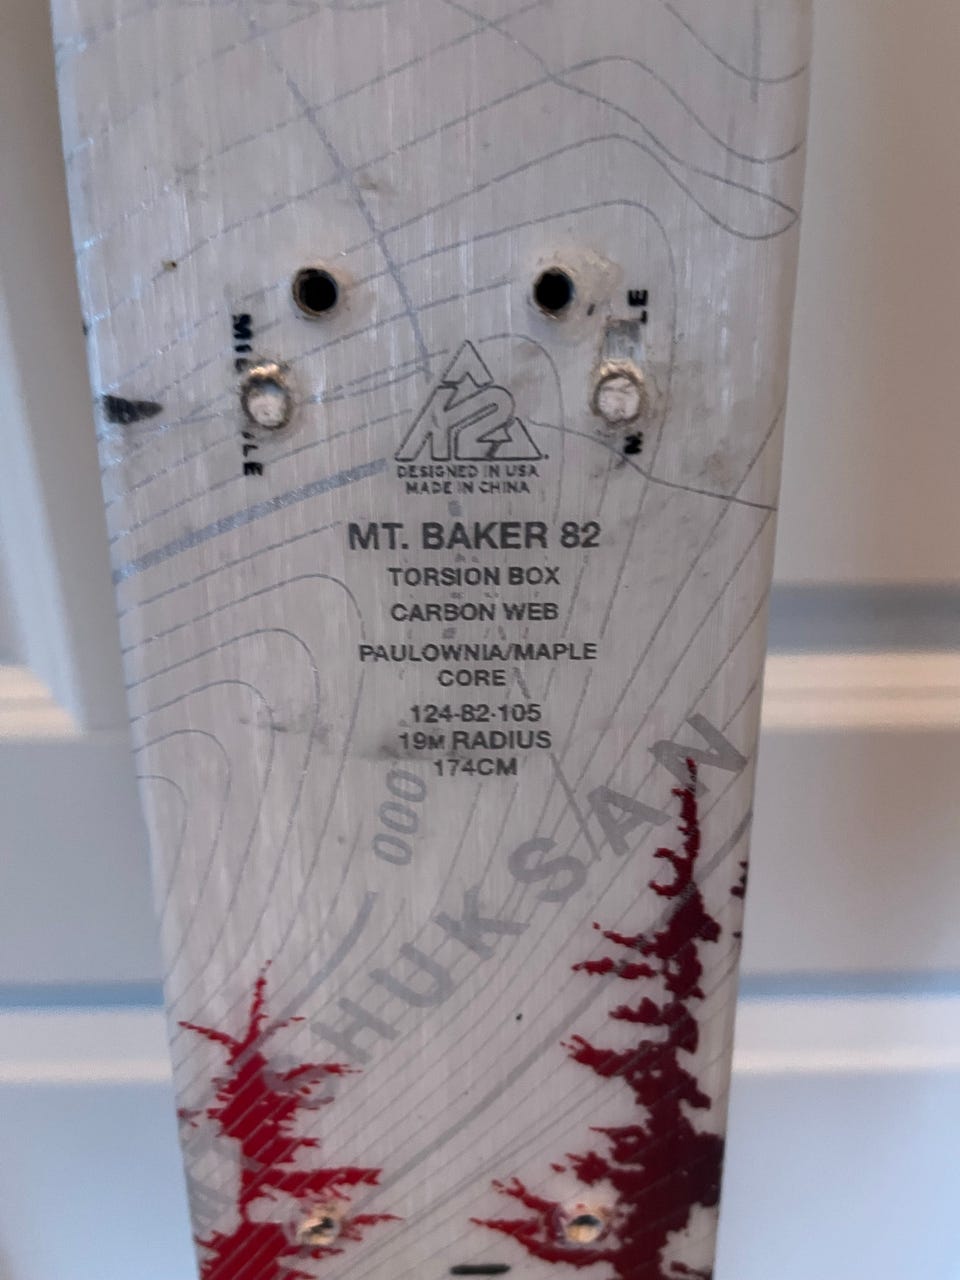 K2
DESIGNED IN USA
MADE IN CHINA
MT. BAKER 82
TORSION BOX
CARBON WEB
PAULOWNIA/MAPLE
CORE
124-82-105
19M RADIUS
174CM
000
SHUKSAN